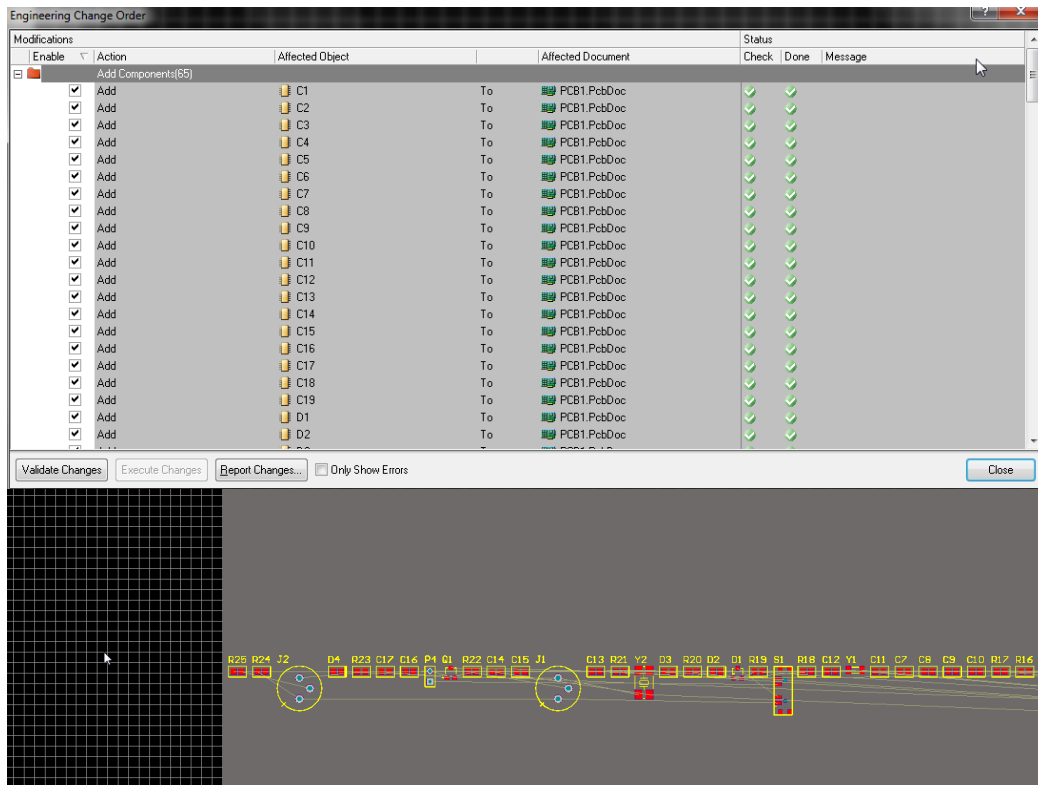 Engineering Change Order
Modifications Status
Enable Action Affected Object Affected Document Check Done Message
Add Components(65)
Add C1 To PCB1.PcbDoc
Add C2 To PCB1.PcbDoc
Add C3 To PCB1.PcbDoc
Add C4 To PCB1.PcbDoc
Add C5 To PCB1.PcbDoc
Add C6 To PCB1.PcbDoc
Add C7 To PCB1.PcbDoc
Add C8 To PCB1.PcbDoc
Add C9 To PCB1.PcbDoc
Add C10 To PCB1.PcbDoc
Add C11 To PCB1.PcbDoc
Add C12 To PCB1.PcbDoc
Add C13 To PCB1.PcbDoc
Add C14 To PCB1.PcbDoc
Add C15 To PCB1.PcbDoc
Add C16 To PCB1.PcbDoc
Add C17 To PCB1.PcbDoc
Add C18 To PCB1.PcbDoc
Add C19 To PCB1.PcbDoc
Add D1 To PCB1.PcbDoc
Add D2 To PCB1.PcbDoc
Validate Changes Execute Changes Report Changes... Only Show Errors Close
R25 R24 J2 D4 R23 C17 C16 P4 Q1 R22 C14 C15 J1 C13 R21 Y2 D3 R20 D2 D1 R19 S1 R18 C12 Y1 C11 C7 C8 C9 C10 R17 R16